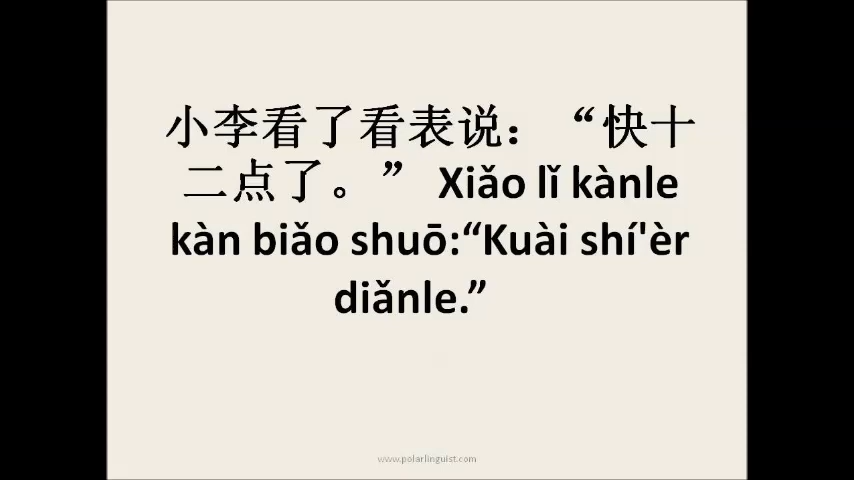 小李看了看表说：“快十
二点了。” Xiǎo lǐ kànle
kàn biǎo shuō:“Kuài shí'èr
diǎnle.”
www.polarlinguist.com